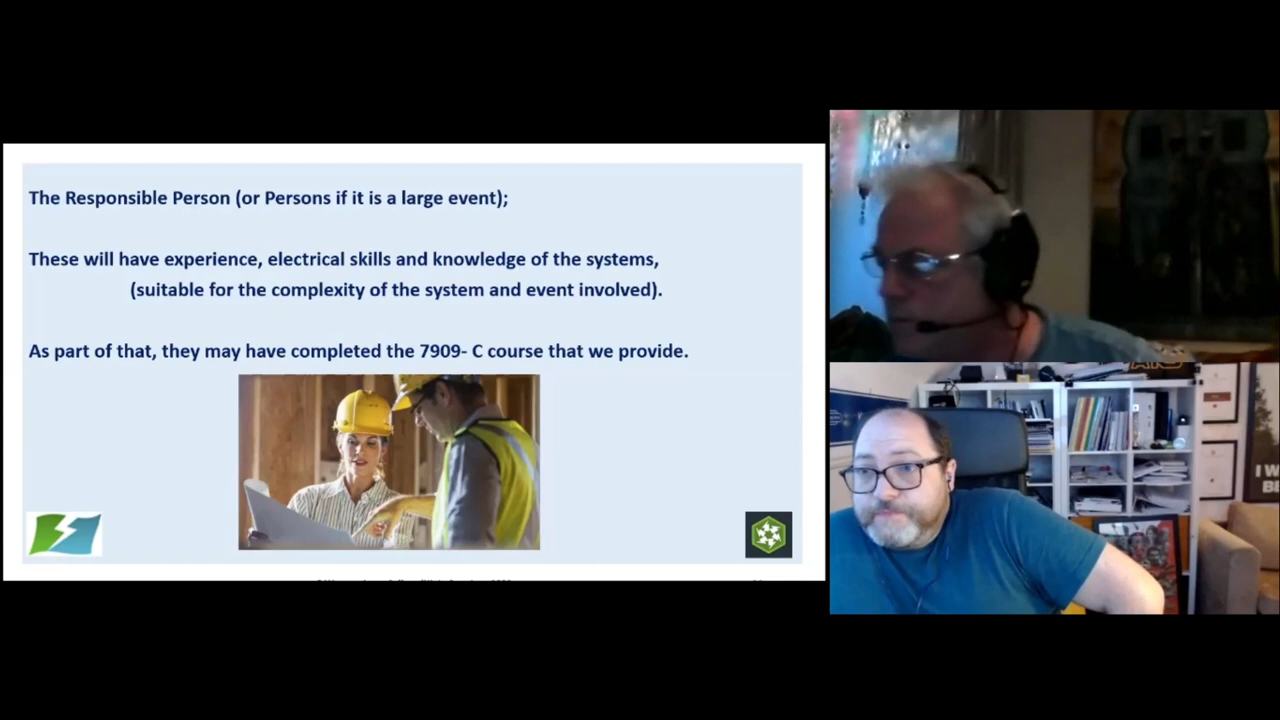 The Responsible Person (or Persons if it is a large event);
These will have experience, electrical skills and knowledge of the systems,
(suitable for the complexity of the system and event involved).
As part of that, they may have completed the 7909- C course that we provide.
I W
BE